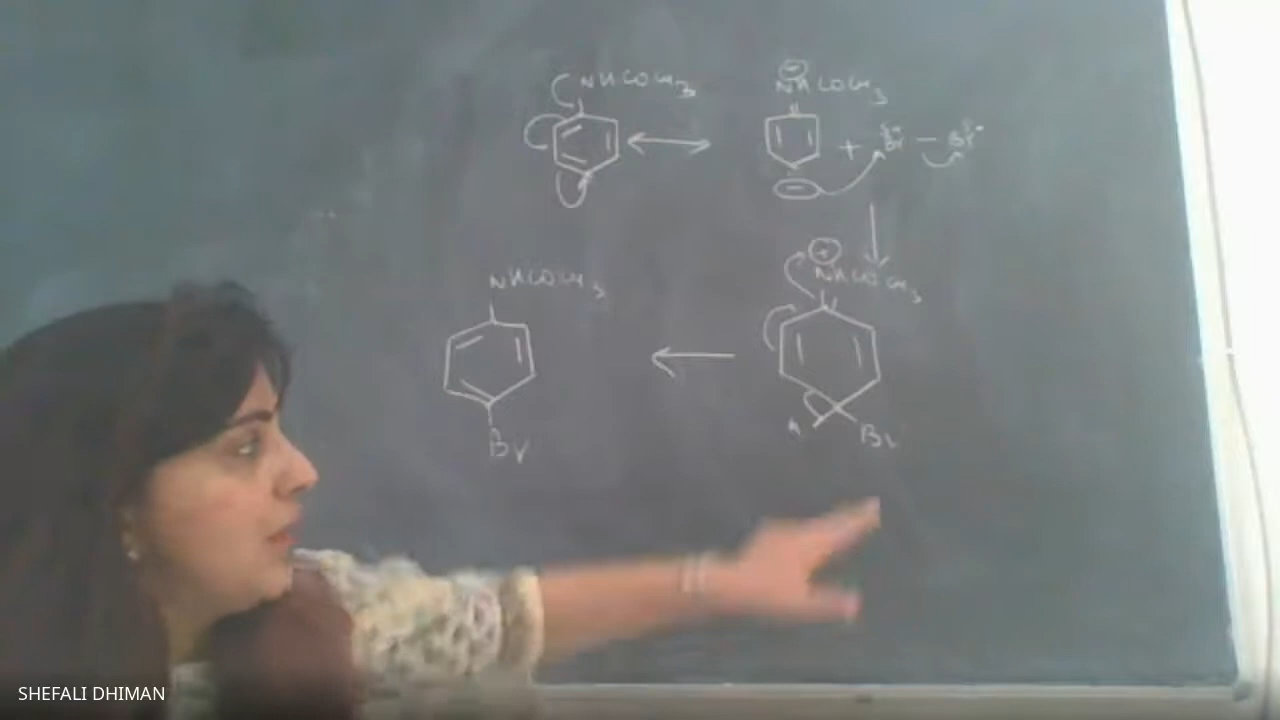 NHCOCH3
NHCOCH3
+ Br — Br
NHCOCH3
NHCOCH3
H Br
Br
SHEFALI DHIMAN